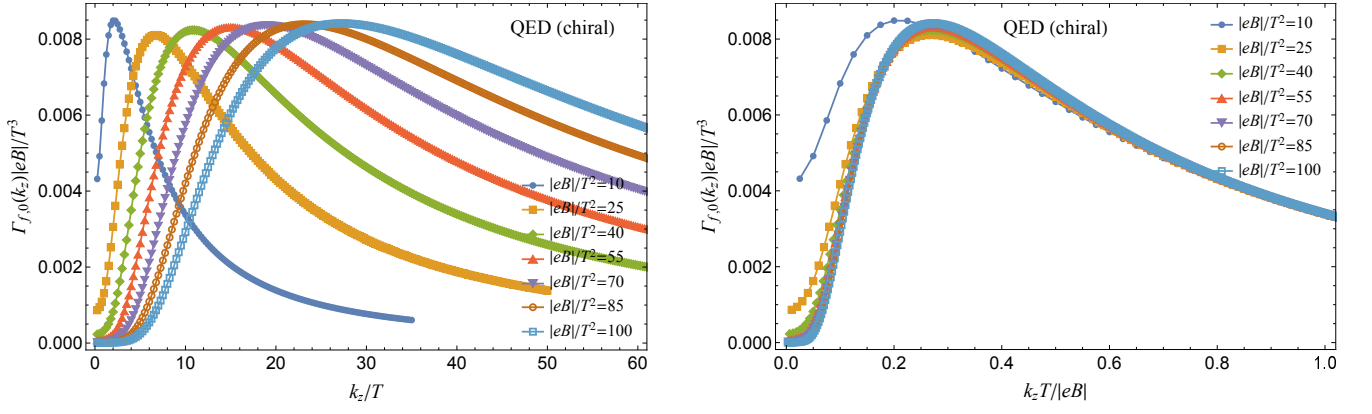 QED (chiral)
Γf,0(kz)|eB|/T³
0.008
0.006
0.004
0.002
0.000
|eB|/T²=10
|eB|/T²=25
|eB|/T²=40
|eB|/T²=55
|eB|/T²=70
|eB|/T²=85
|eB|/T²=100
0 10 20 30 40 50 60
kz/T
QED (chiral)
Γf,0(kz)|eB|/T³
0.008
0.006
0.004
0.002
0.000
|eB|/T²=10
|eB|/T²=25
|eB|/T²=40
|eB|/T²=55
|eB|/T²=70
|eB|/T²=85
|eB|/T²=100
0.0 0.2 0.4 0.6 0.8 1.0
kzT/|eB|